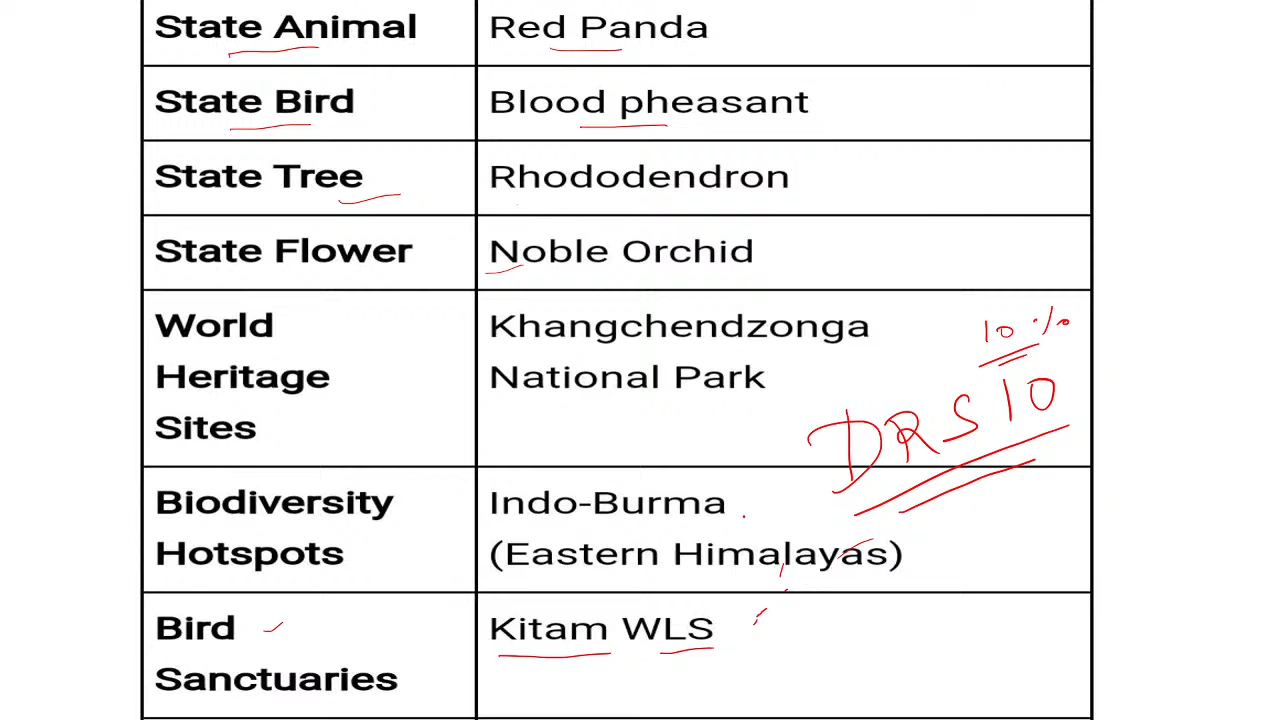 State Animal Red Panda
State Bird Blood pheasant
State Tree Rhododendron
State Flower Noble Orchid
World Khangchendzonga 10%
Heritage National Park
Sites DRS 10
Biodiversity Indo-Burma
Hotspots (Eastern Himalayas)
Bird Kitam WLS
Sanctuaries